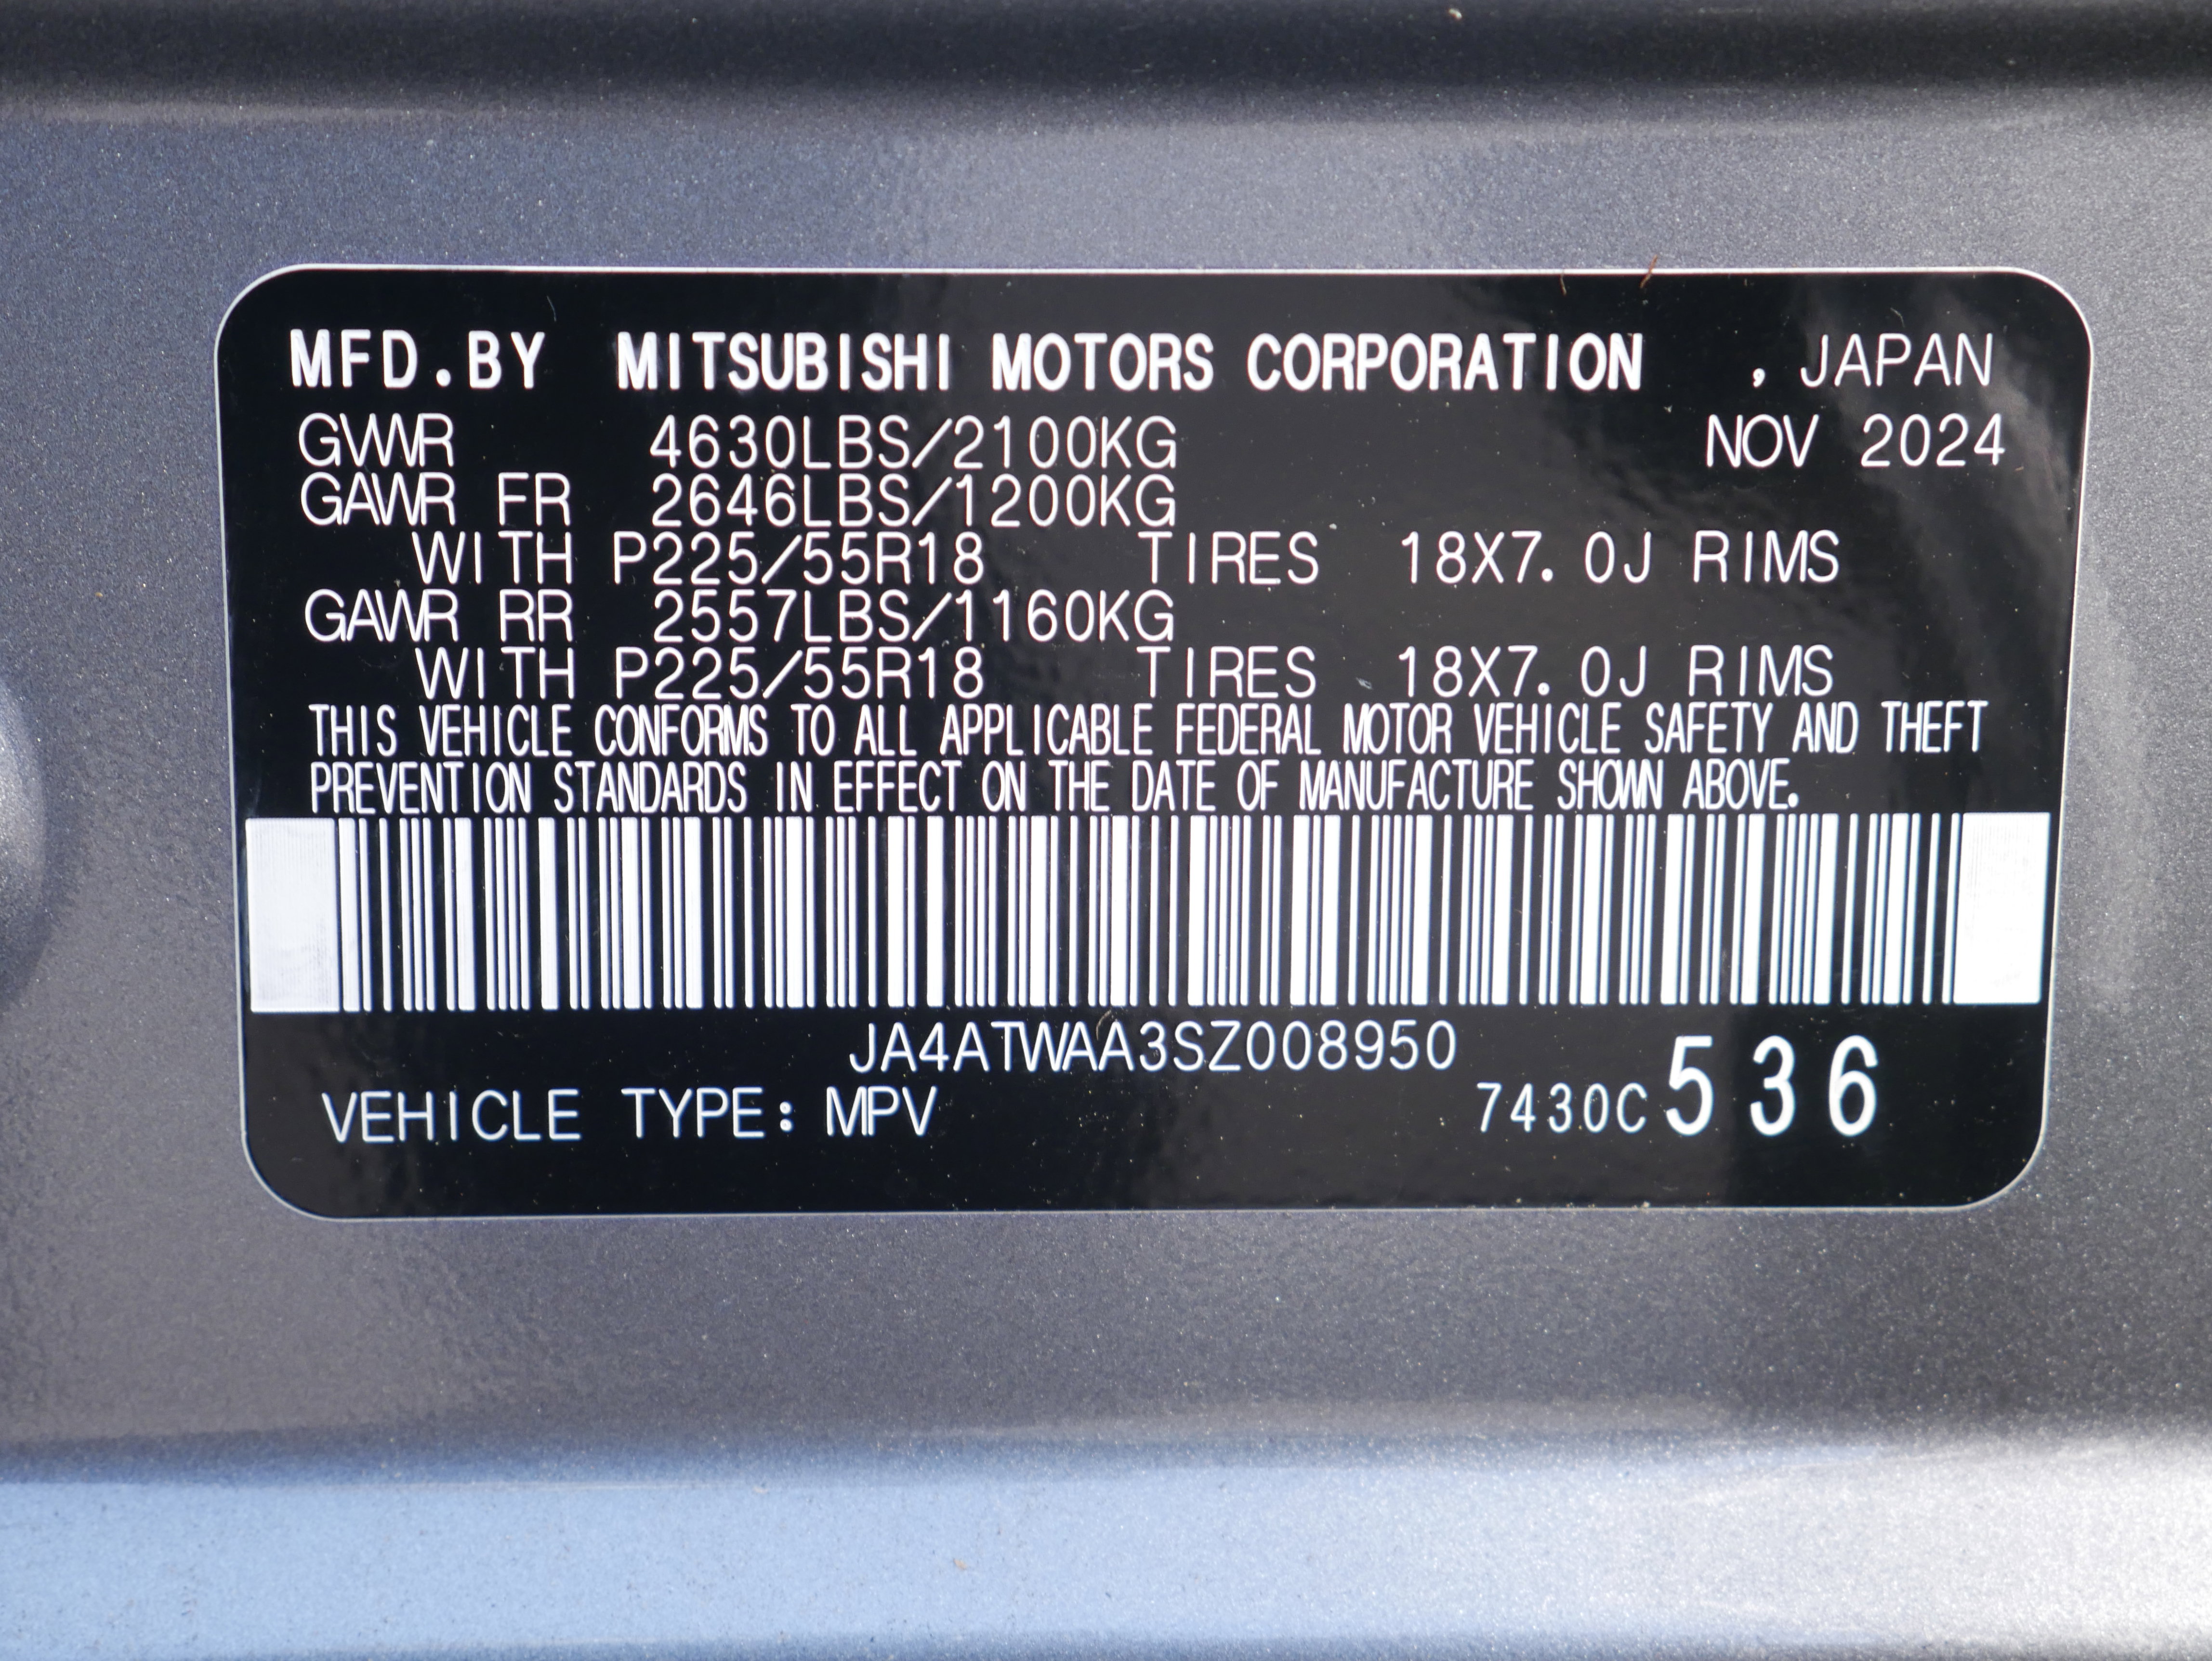 MFD.BY MITSUBISHI MOTORS CORPORATION , JAPAN
GVWR 4630LBS/2100KG NOV 2024
GAWR FR 2646LBS/1200KG
WITH P225/55R18 TIRES 18X7.0J RIMS
GAWR RR 2557LBS/1160KG
WITH P225/55R18 TIRES 18X7.0J RIMS
THIS VEHICLE CONFORMS TO ALL APPLICABLE FEDERAL MOTOR VEHICLE SAFETY AND THEFT
PREVENTION STANDARDS IN EFFECT ON THE DATE OF MANUFACTURE SHOWN ABOVE.
JA4ATWAA3SZ008950
VEHICLE TYPE: MPV 7430C 536